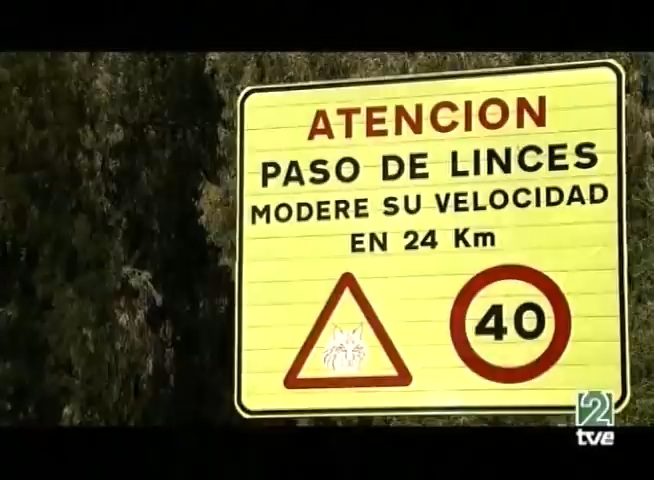 ATENCION
PASO DE LINCES
MODERE SU VELOCIDAD
EN 24 Km
40
2
tve